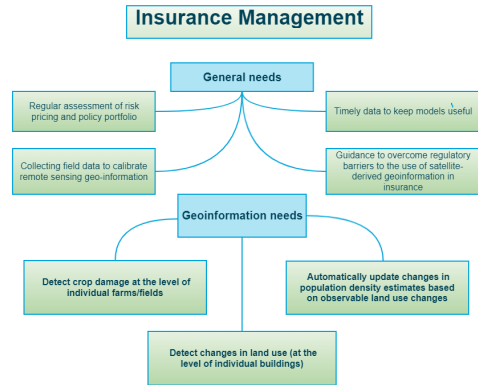 Insurance Management
General needs
Regular assessment of risk
pricing and policy portfolio
Timely data to keep models useful
Collecting field data to calibrate
remote sensing geo-information
Guidance to overcome regulatory
barriers to the use of satellite-
derived geoinformation in
insurance
Geoinformation needs
Detect crop damage at the level of
individual farms/fields
Automatically update changes in
population density estimates based
on observable land use changes
Detect changes in land use (at the
level of individual buildings)